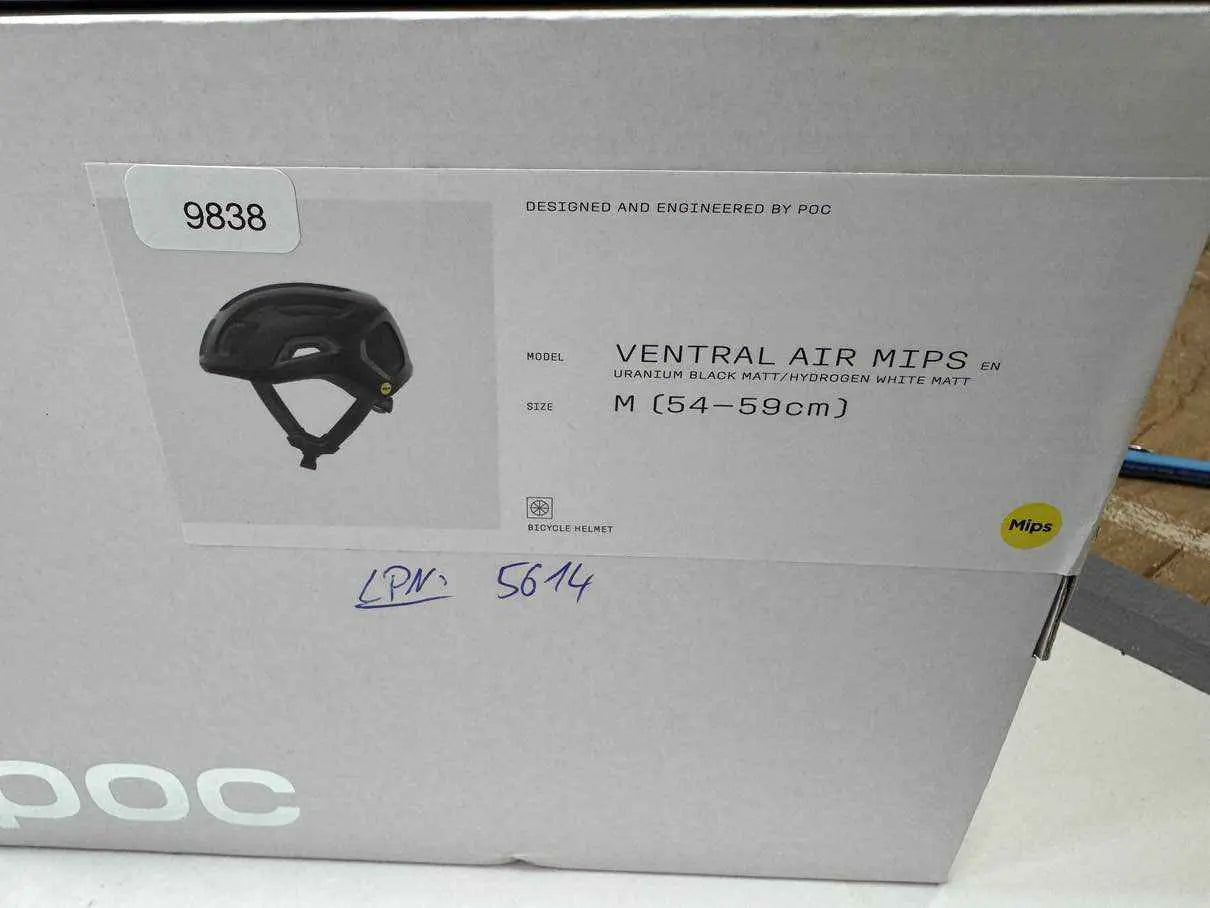 9838
DESIGNED AND ENGINEERED BY POC
MODEL VENTRAL AIR MIPS EN
URANIUM BLACK MATT/HYDROGEN WHITE MATT
SIZE M (54–59cm)
BICYCLE HELMET
Mips
LPN: 5614
poc